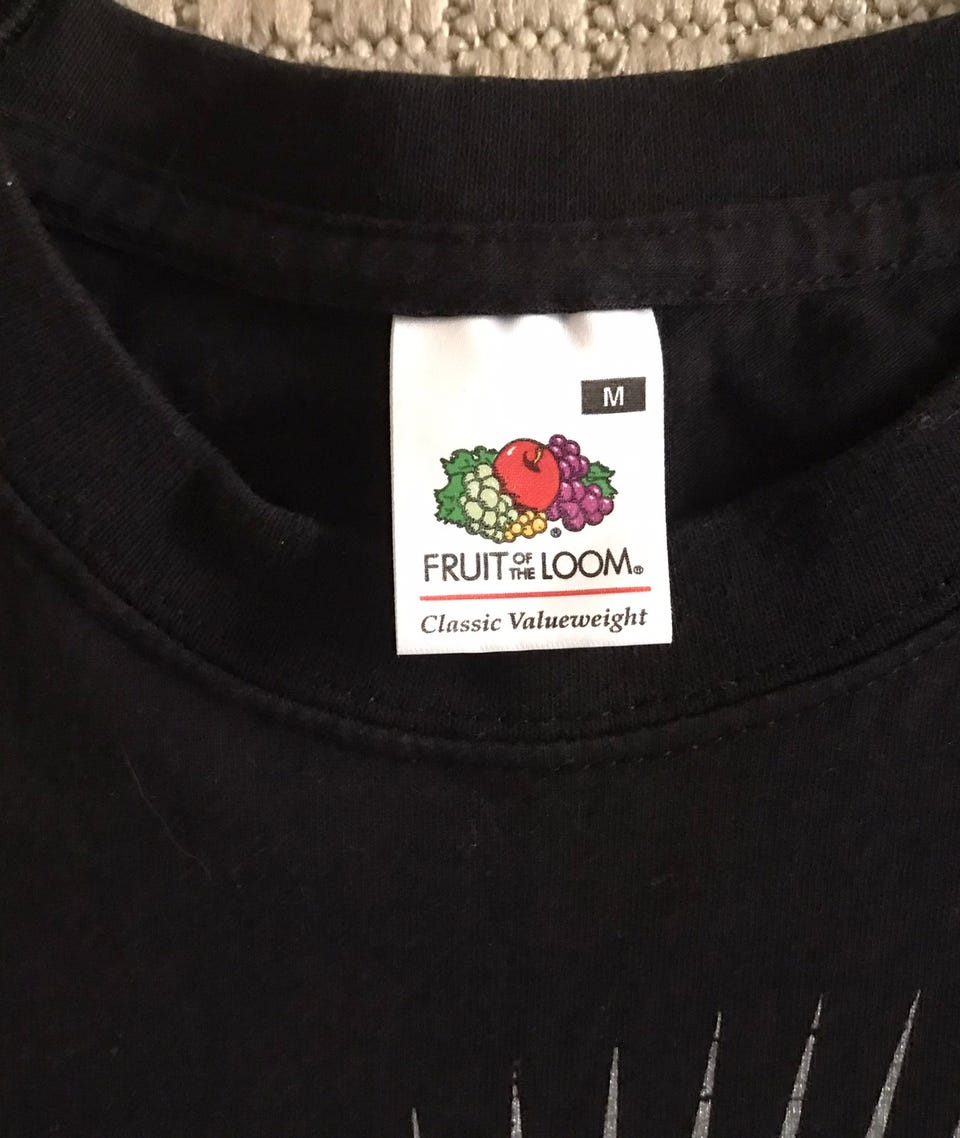 M
FRUIT OF THE LOOM®
Classic Valueweight